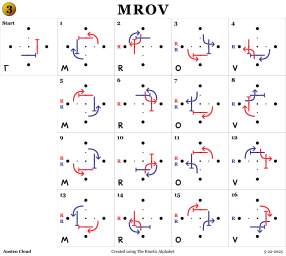 3 MROV
Start 1 2 3 4
R R R
B B
Γ M R O V
5 6 7 8
R R
B B
M R O V
9 10 11 12
R R
B B
M R O V
13 14 15 16
R R
B B
M R O V
Austen Cloud Created using The Kinetic Alphabet 5-22-2025